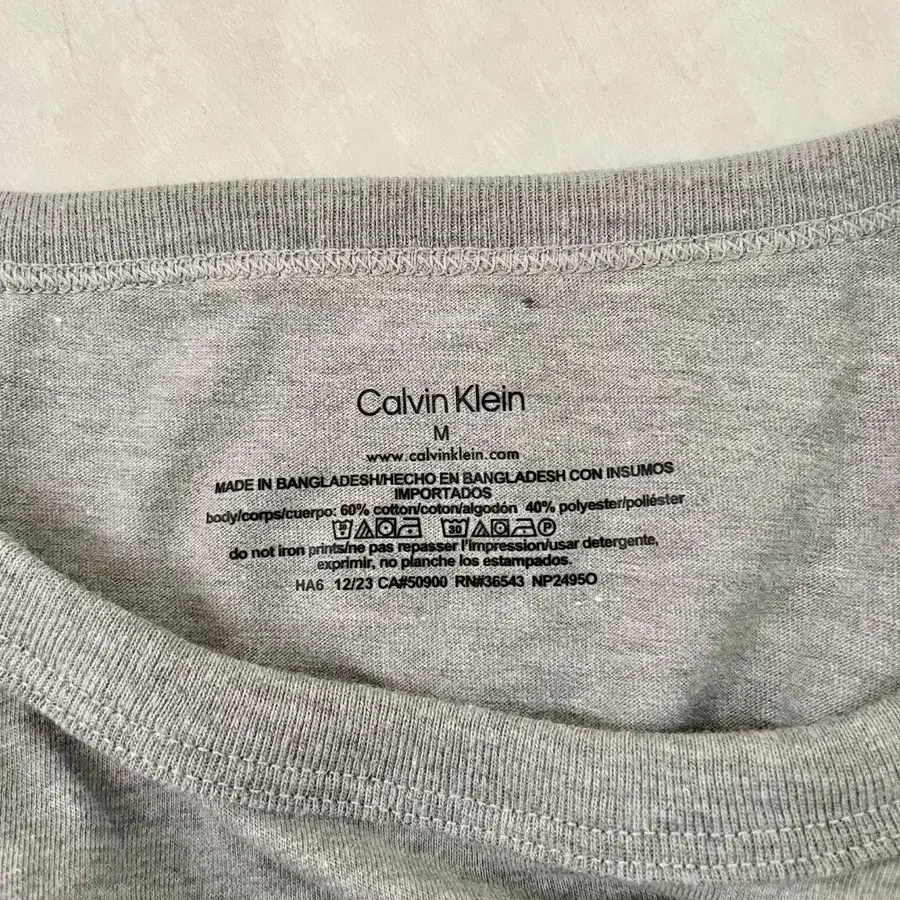 Calvin Klein
M
www.calvinklein.com
MADE IN BANGLADESH/HECHO EN BANGLADESH CON INSUMOS
IMPORTADOS
body/corps/cuerpo: 60% cotton/coton/algodón 40% polyester/poliéster
30 P
do not iron prints/ne pas repasser l'impression/usar detergente,
exprimir, no planche los estampados.
HA6 12/23 CA#50900 RN#36543 NP2495O